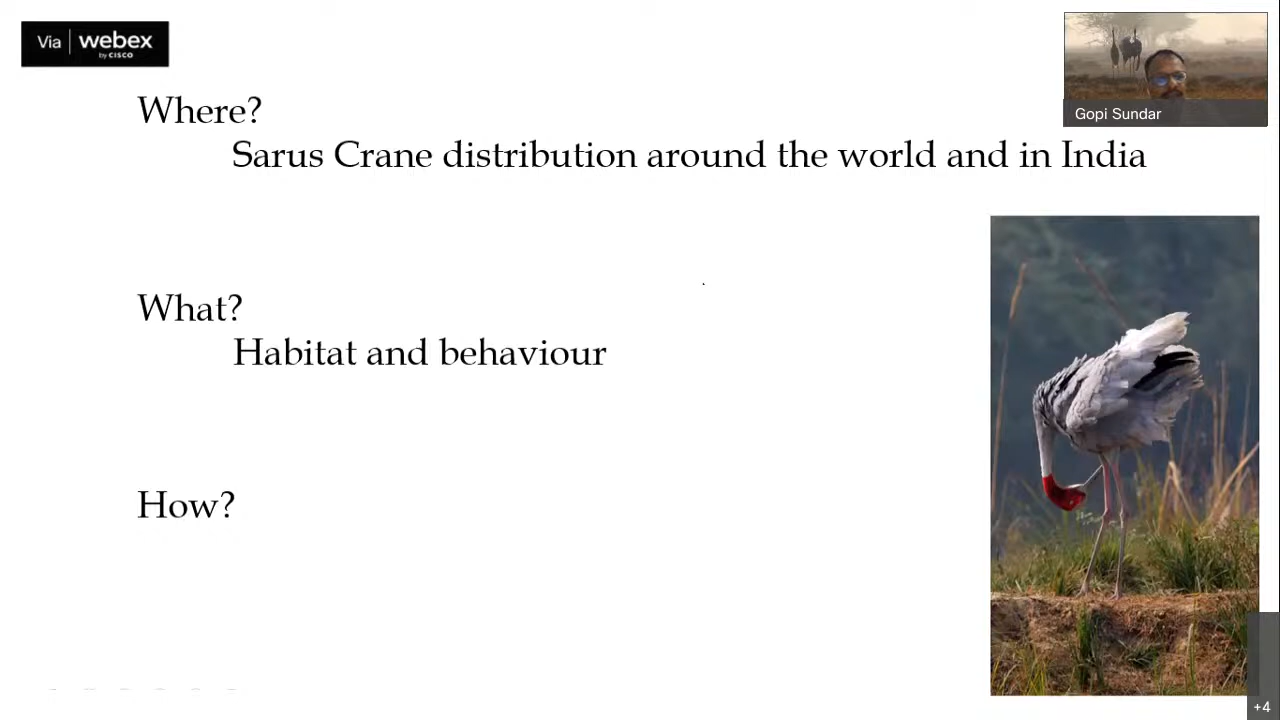 Via webex
by CISCO
Gopi Sundar
Where?
Sarus Crane distribution around the world and in India
What?
Habitat and behaviour
How?
+4